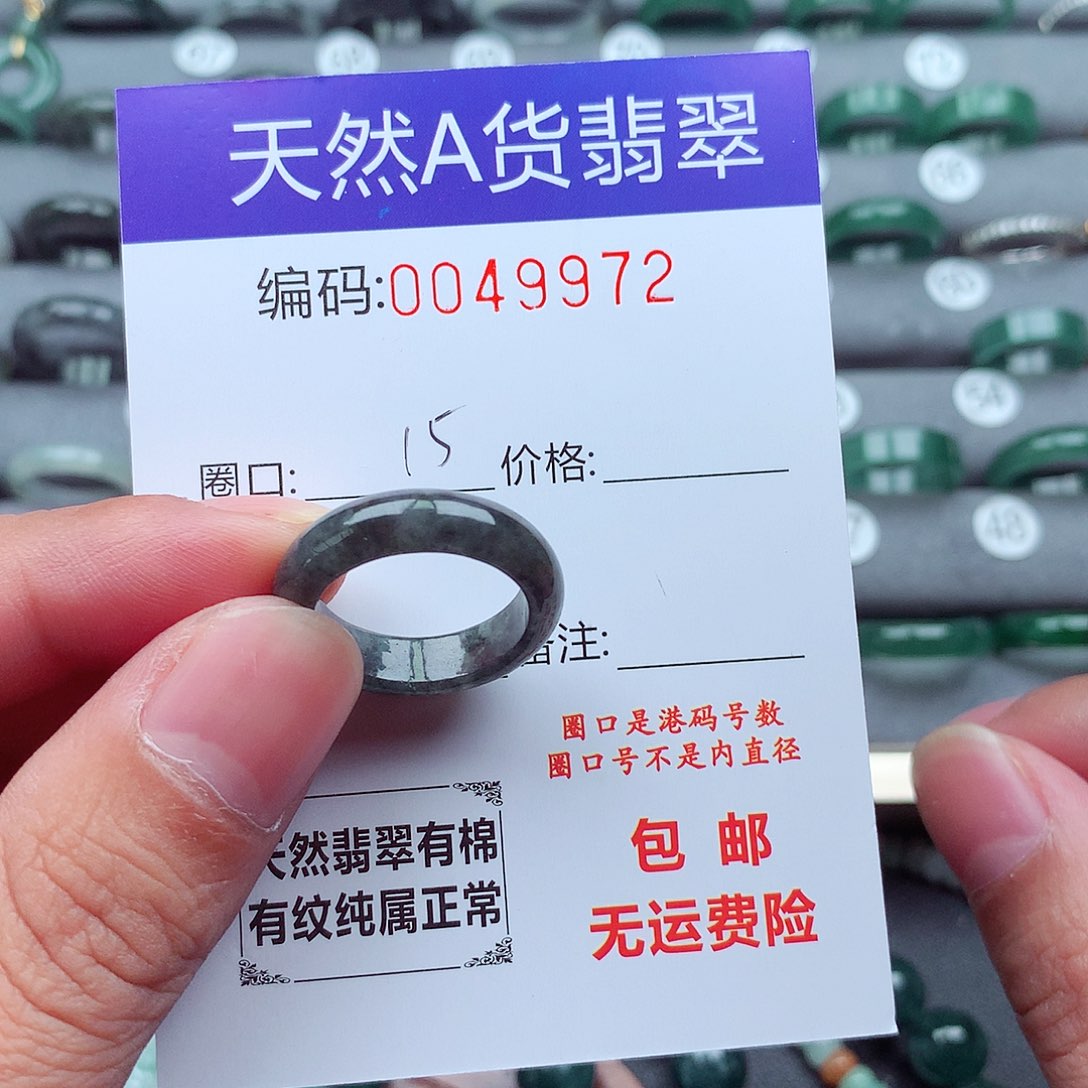 天然A货翡翠
编码:0049972
圈口: 15 价格:
备注:
圈口是港码号数
圈口号不是内直径
天然翡翠有棉
有纹纯属正常
包邮
无运费险
48